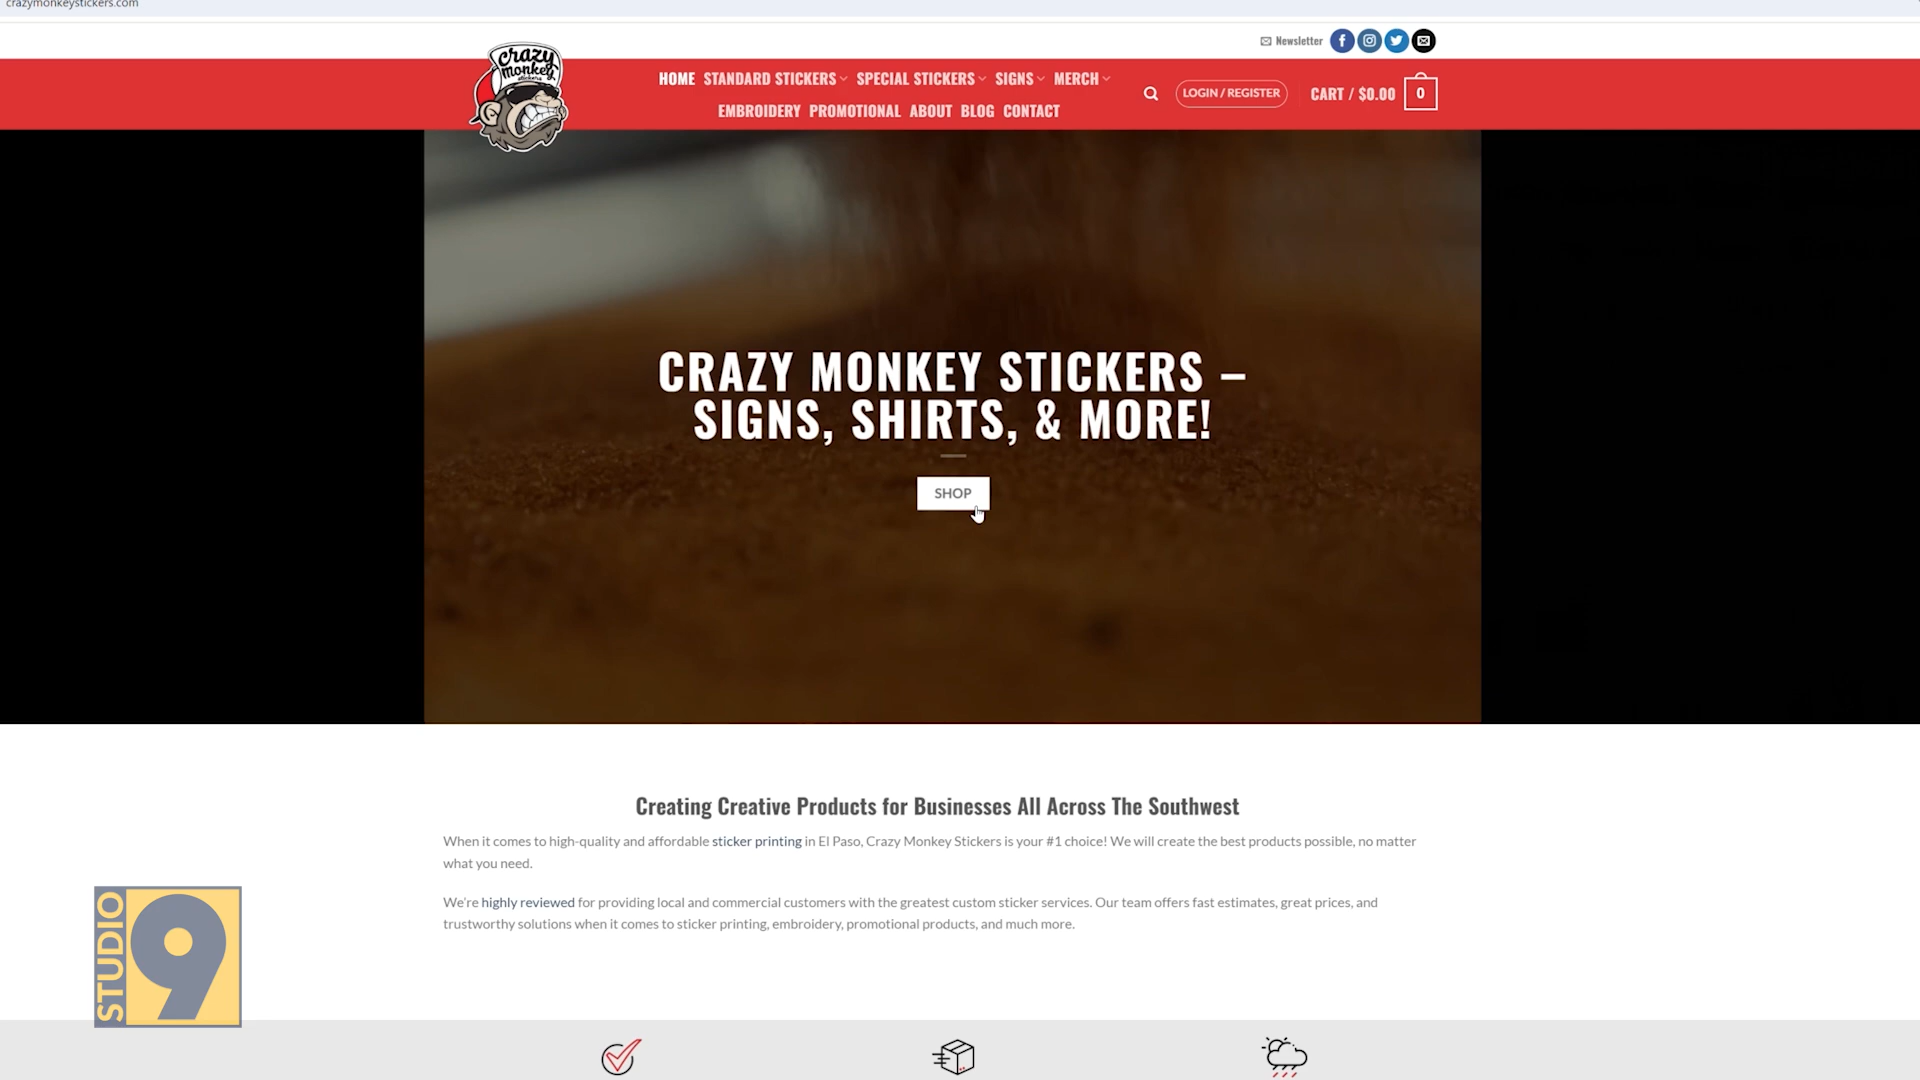 crazymonkeystickers.com
Newsletter
crazy
monkey
stickers
HOME STANDARD STICKERS SPECIAL STICKERS SIGNS MERCH
EMBROIDERY PROMOTIONAL ABOUT BLOG CONTACT
LOGIN / REGISTER
CART / $0.00
0
CRAZY MONKEY STICKERS –
SIGNS, SHIRTS, & MORE!
SHOP
Creating Creative Products for Businesses All Across The Southwest
When it comes to high-quality and affordable sticker printing in El Paso, Crazy Monkey Stickers is your #1 choice! We will create the best products possible, no matter
what you need.
We're highly reviewed for providing local and commercial customers with the greatest custom sticker services. Our team offers fast estimates, great prices, and
trustworthy solutions when it comes to sticker printing, embroidery, promotional products, and much more.
STUDIO
9